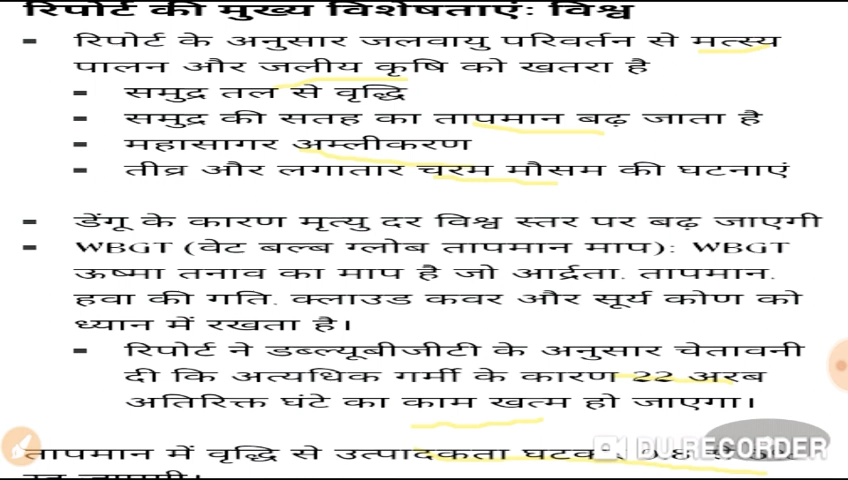 रिपोर्ट की मुख्य विशेषताएं: विश्व
▪ रिपोर्ट के अनुसार जलवायु परिवर्तन से मत्स्य
पालन और जलीय कृषि को खतरा है
▪ समुद्र तल से वृद्धि
▪ समुद्र की सतह का तापमान बढ़ जाता है
▪ महासागर अम्लीकरण
▪ तीव्र और लगातार चरम मौसम की घटनाएं
▪ डेंगू के कारण मृत्यु दर विश्व स्तर पर बढ़ जाएगी
▪ WBGT (वेट बल्ब ग्लोब तापमान माप): WBGT
ऊष्मा तनाव का माप है जो आर्द्रता, तापमान,
हवा की गति, क्लाउड कवर और सूर्य कोण को
ध्यान में रखता है।
▪ रिपोर्ट ने डब्ल्यूबीजीटी के अनुसार चेतावनी
दी कि अत्यधिक गर्मी के कारण 22 अरब
अतिरिक्त घंटे का काम खत्म हो जाएगा।
DU RECORDER
तापमान में वृद्धि से उत्पादकता घटकर